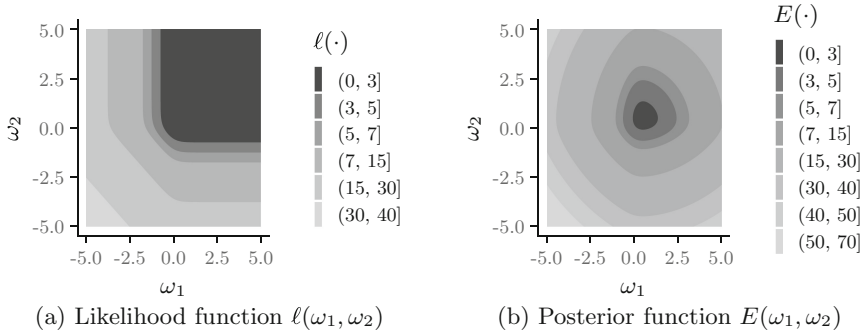 5.0
2.5
0.0
-2.5
-5.0
ω₂
-5.0 -2.5 0.0 2.5 5.0
ω₁
ℓ(·)
(0, 3]
(3, 5]
(5, 7]
(7, 15]
(15, 30]
(30, 40]
(a) Likelihood function ℓ(ω₁, ω₂)
5.0
2.5
0.0
-2.5
-5.0
ω₂
-5.0 -2.5 0.0 2.5 5.0
ω₁
E(·)
(0, 3]
(3, 5]
(5, 7]
(7, 15]
(15, 30]
(30, 40]
(40, 50]
(50, 70]
(b) Posterior function E(ω₁, ω₂)